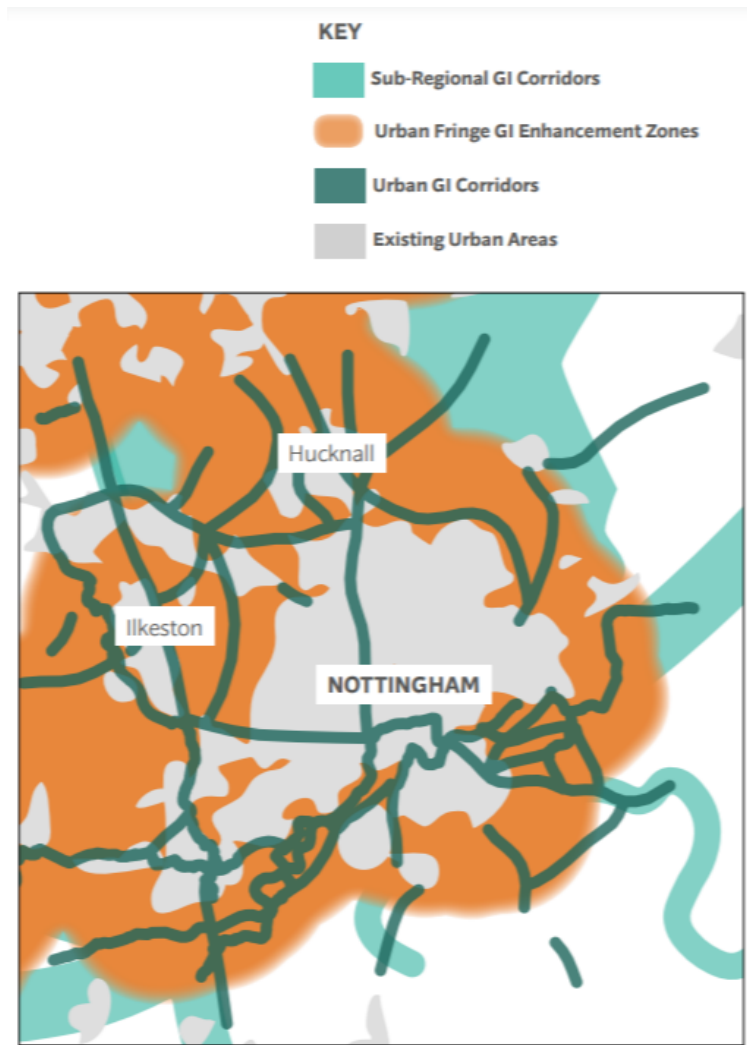 KEY
Sub-Regional GI Corridors
Urban Fringe GI Enhancement Zones
Urban GI Corridors
Existing Urban Areas
Hucknall
Ilkeston
NOTTINGHAM